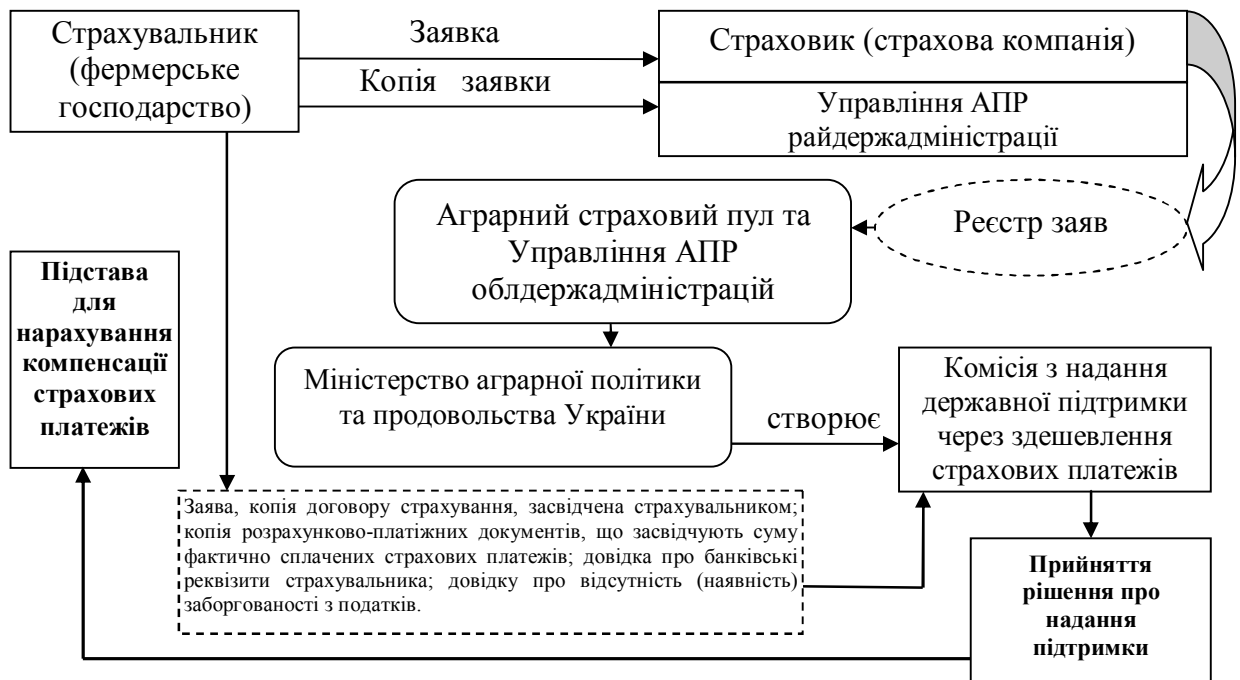 Страхувальник
(фермерське
господарство)
Заявка
Копія заявки
Страховик (страхова компанія)
Управління АПР
райдержадміністрації
Реєстр заяв
Аграрний страховий пул та
Управління АПР
облдержадміністрацій
Підстава
для
нарахування
компенсації
страхових
платежів
Міністерство аграрної політики
та продовольства України
створює
Комісія з надання
державної підтримки
через здешевлення
страхових платежів
Заява, копія договору страхування, засвідчена страхувальником;
копія розрахунково-платіжних документів, що засвідчують суму
фактично сплачених страхових платежів; довідка про банківські
реквізити страхувальника; довідку про відсутність (наявність)
заборгованості з податків.
Прийняття
рішення про
надання
підтримки